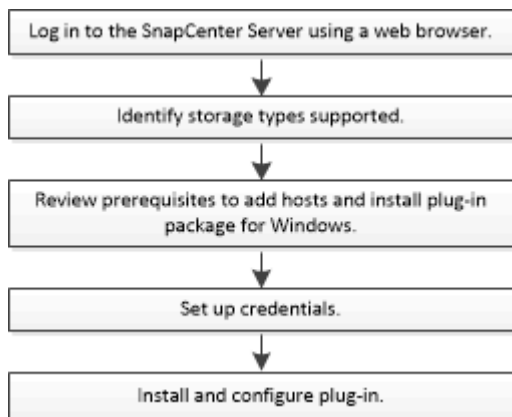 Log in to the SnapCenter Server using a web browser.
Identify storage types supported.
Review prerequisites to add hosts and install plug-in
package for Windows.
Set up credentials.
Install and configure plug-in.